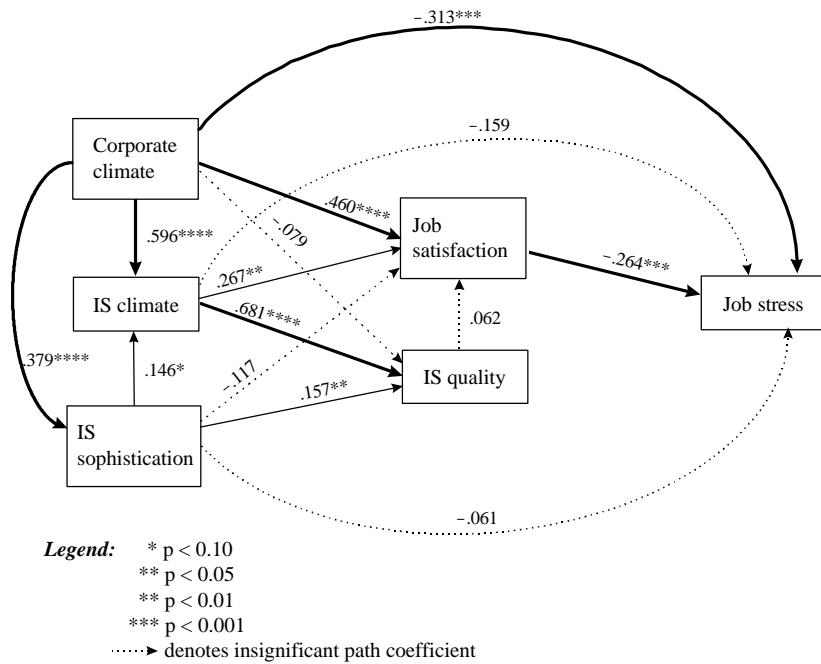 −.313***
−.159
Corporate
climate
.460****
−.079
Job
satisfaction
.596****
.267**
−.264***
IS climate
.681****
.062
Job stress
.379****
.146*
−.117
.157**
IS quality
IS
sophistication
−.061
Legend: * p < 0.10
** p < 0.05
** p < 0.01
*** p < 0.001
denotes insignificant path coefficient